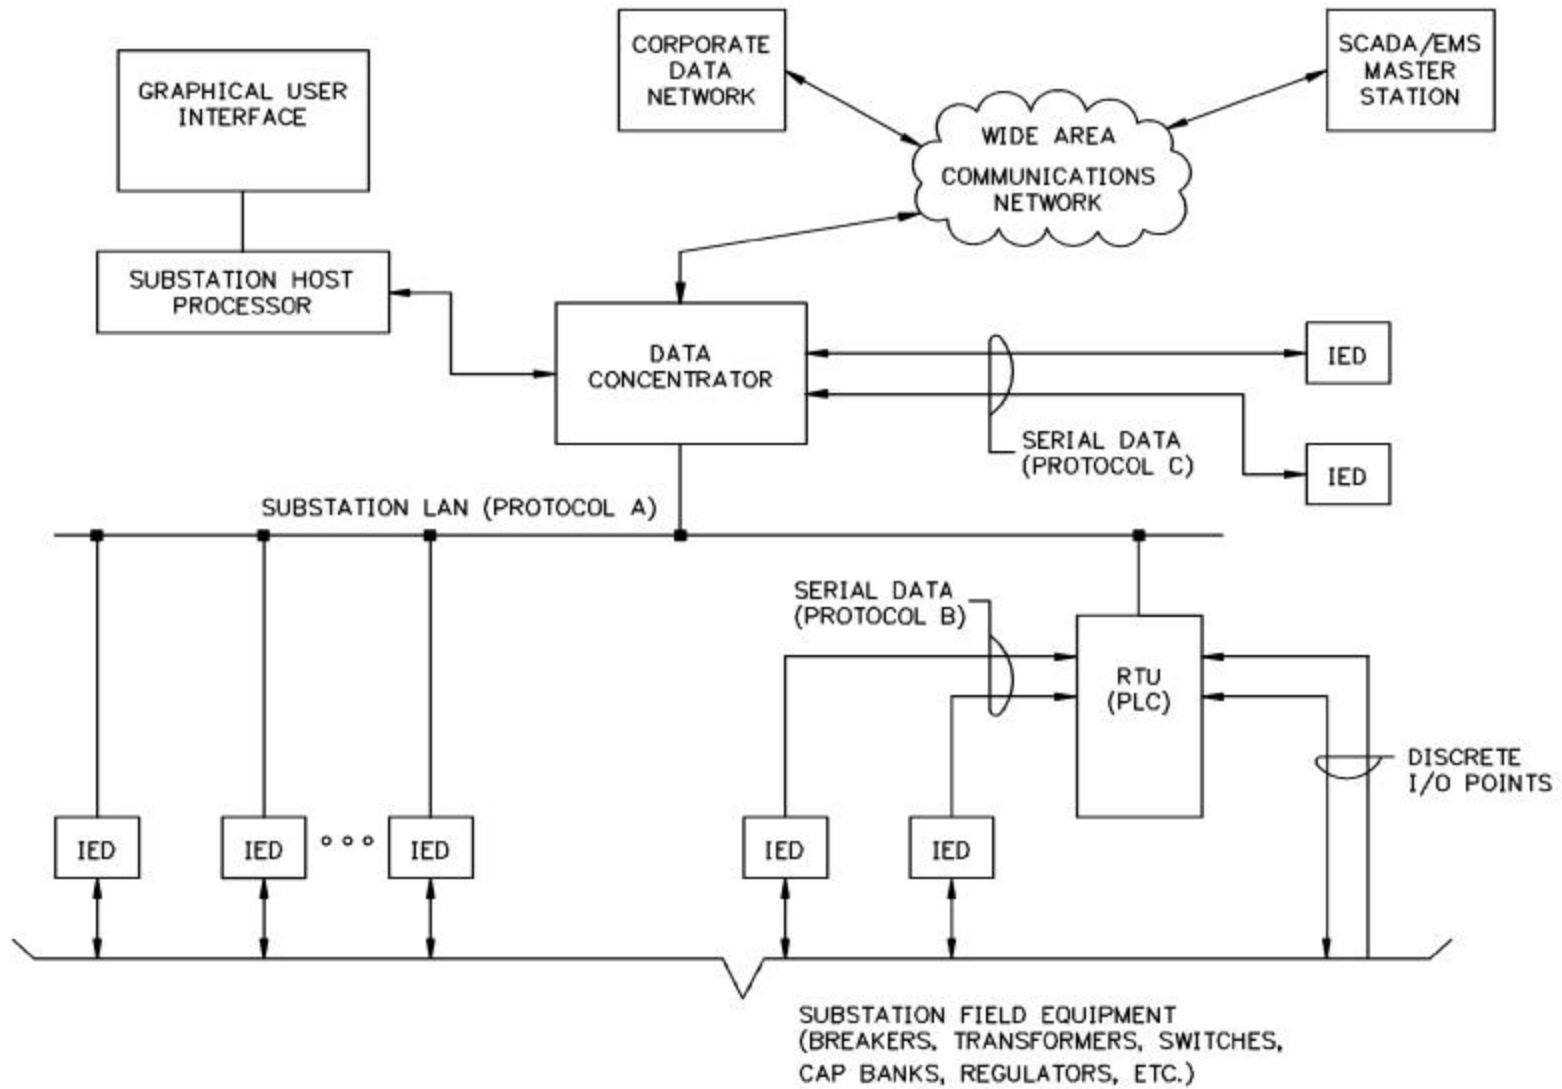 GRAPHICAL USER
INTERFACE
CORPORATE
DATA
NETWORK
SCADA/EMS
MASTER
STATION
WIDE AREA
COMMUNICATIONS
NETWORK
SUBSTATION HOST
PROCESSOR
DATA
CONCENTRATOR
IED
SERIAL DATA
(PROTOCOL C)
IED
SUBSTATION LAN (PROTOCOL A)
SERIAL DATA
(PROTOCOL B)
RTU
(PLC)
DISCRETE
I/O POINTS
IED
IED
IED
IED
IED
SUBSTATION FIELD EQUIPMENT
(BREAKERS, TRANSFORMERS, SWITCHES,
CAP BANKS, REGULATORS, ETC.)